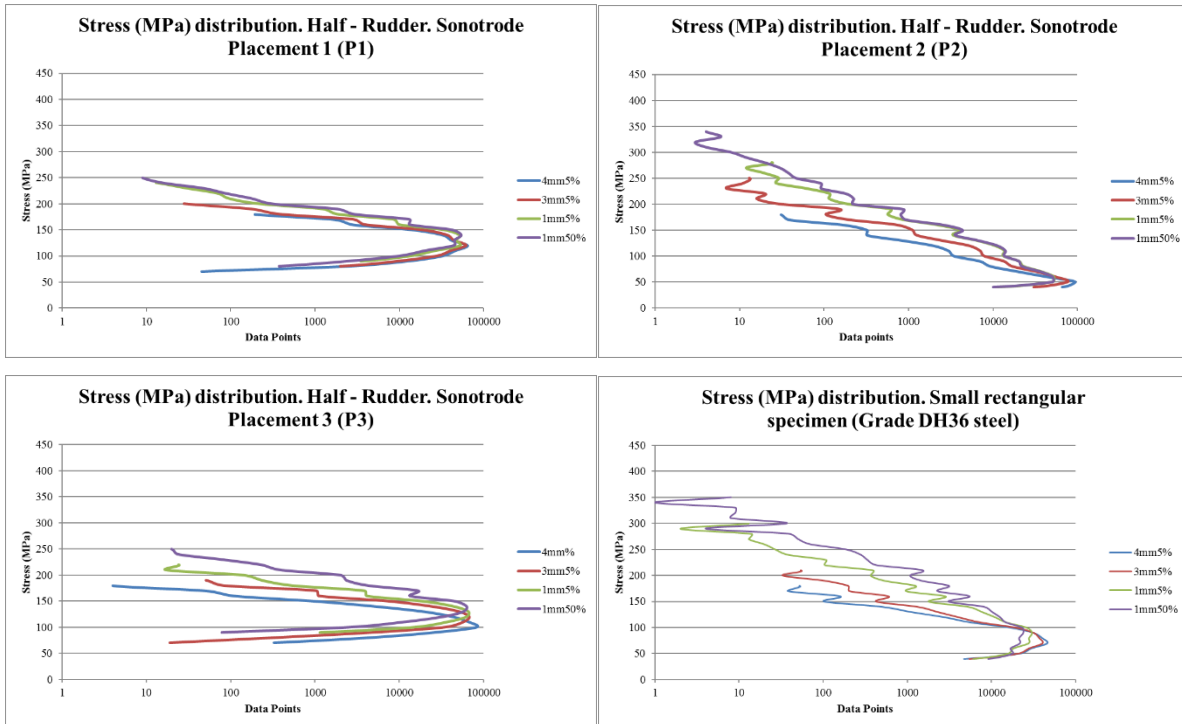 Stress (MPa) distribution. Half - Rudder. Sonotrode
Placement 1 (P1)
Stress (MPa)
450
400
350
300
250
200
150
100
50
0
1 10 100 1000 10000 100000
Data Points
4mm5%
3mm5%
1mm5%
1mm50%
Stress (MPa) distribution. Half - Rudder. Sonotrode
Placement 2 (P2)
Stress (MPa)
450
400
350
300
250
200
150
100
50
0
1 10 100 1000 10000 100000
Data points
4mm5%
3mm5%
1mm5%
1mm50%
Stress (MPa) distribution. Half - Rudder. Sonotrode
Placement 3 (P3)
Stress (MPa)
450
400
350
300
250
200
150
100
50
0
1 10 100 1000 10000 100000
Data Points
4mm%
3mm5%
1mm5%
1mm50%
Stress (MPa) distribution. Small rectangular
specimen (Grade DH36 steel)
Stress (MPa)
450
400
350
300
250
200
150
100
50
0
1 10 100 1000 10000 100000
Data Points
4mm5%
3mm5%
1mm5%
1mm50%